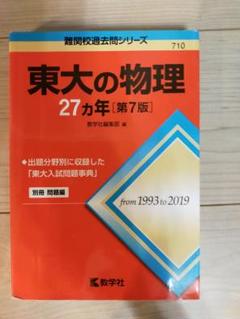 難関校過去問シリーズ
710
東大の物理
27カ年[第7版]
教学社編集部 編
◆出題分野別に収録した
「東大入試問題事典」
別冊 問題編
from 1993 to 2019
教学社